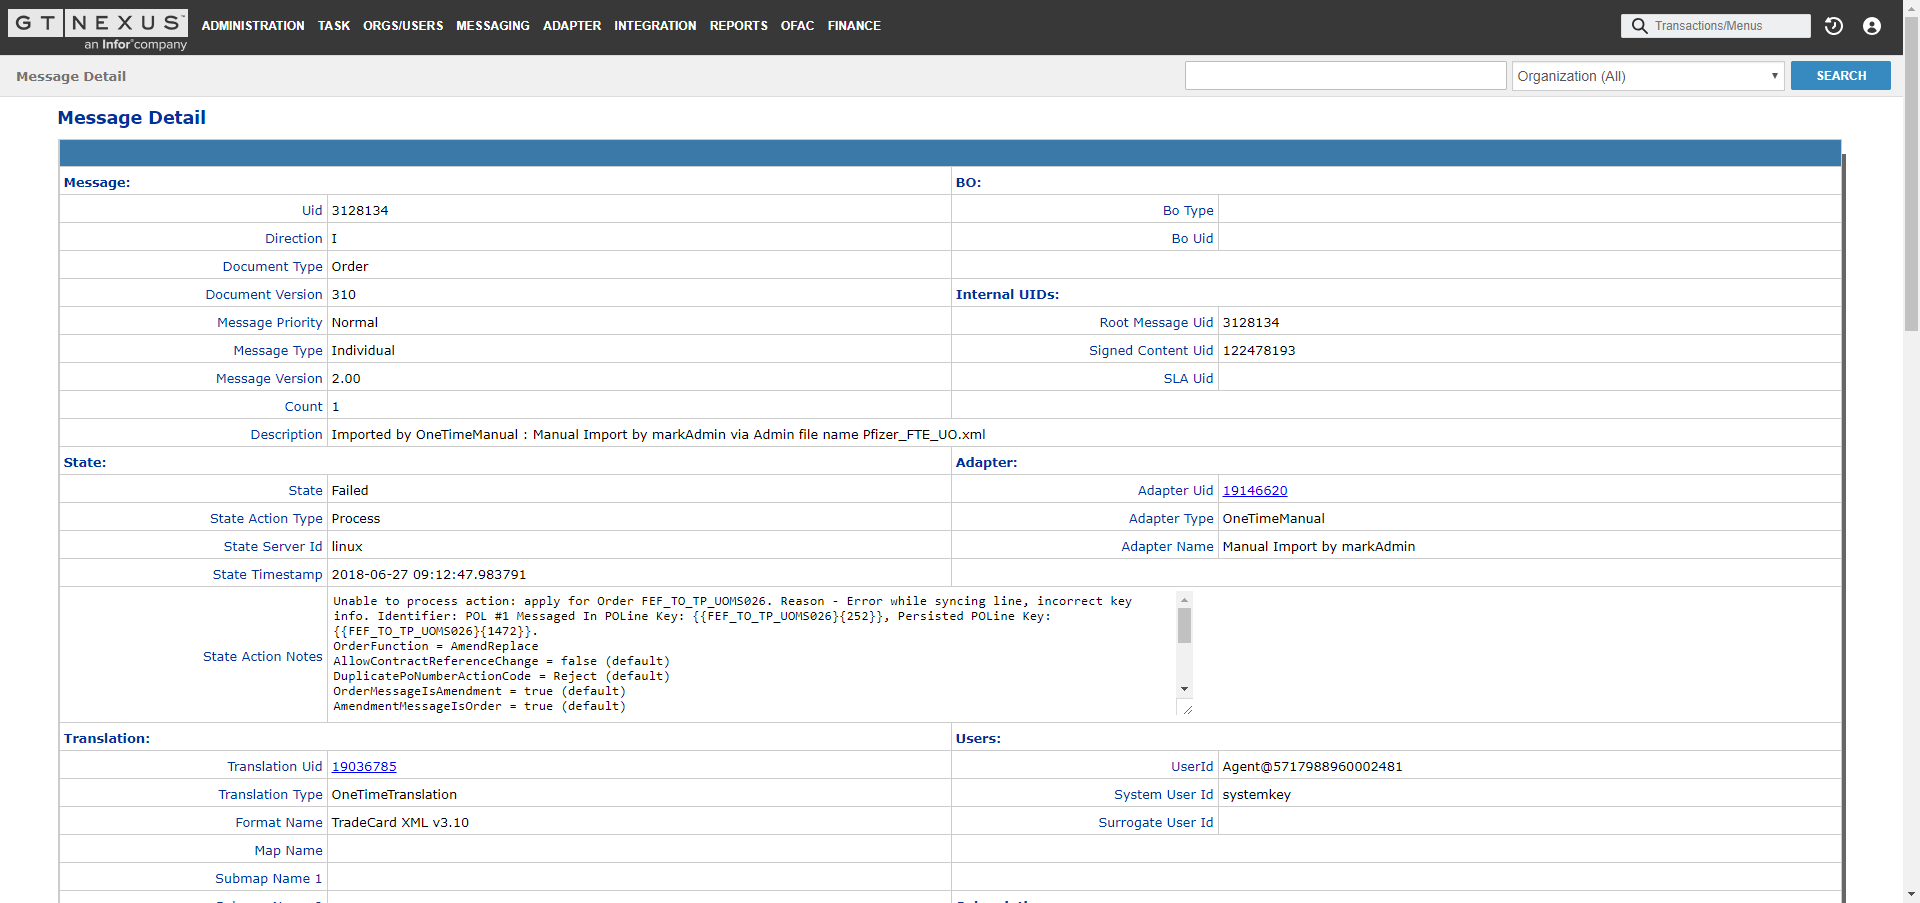 GT NEXUS
an Infor company
ADMINISTRATION TASK ORGS/USERS MESSAGING ADAPTER INTEGRATION REPORTS OFAC FINANCE
Transactions/Menus
Message Detail
Organization (All)
SEARCH
Message Detail
Message: BO:
Uid 3128134 Bo Type
Direction I Bo Uid
Document Type Order
Document Version 310 Internal UIDs:
Message Priority Normal Root Message Uid 3128134
Message Type Individual Signed Content Uid 122478193
Message Version 2.00 SLA Uid
Count 1
Description Imported by OneTimeManual : Manual Import by markAdmin via Admin file name Pfizer_FTE_UO.xml
State: Adapter:
State Failed Adapter Uid 19146620
State Action Type Process Adapter Type OneTimeManual
State Server Id linux Adapter Name Manual Import by markAdmin
State Timestamp 2018-06-27 09:12:47.983791
State Action Notes
Unable to process action: apply for Order FEF_TO_TP_UOMS026. Reason - Error while syncing line, incorrect key
info. Identifier: POL #1 Messaged In POLine Key: {{FEF_TO_TP_UOMS026}{252}}, Persisted POLine Key:
{{FEF_TO_TP_UOMS026}{1472}}.
OrderFunction = AmendReplace
AllowContractReferenceChange = false (default)
DuplicatePoNumberActionCode = Reject (default)
OrderMessageIsAmendment = true (default)
AmendmentMessageIsOrder = true (default)
Translation: Users:
Translation Uid 19036785 UserId Agent@5717988960002481
Translation Type OneTimeTranslation System User Id systemkey
Format Name TradeCard XML v3.10 Surrogate User Id
Map Name
Submap Name 1